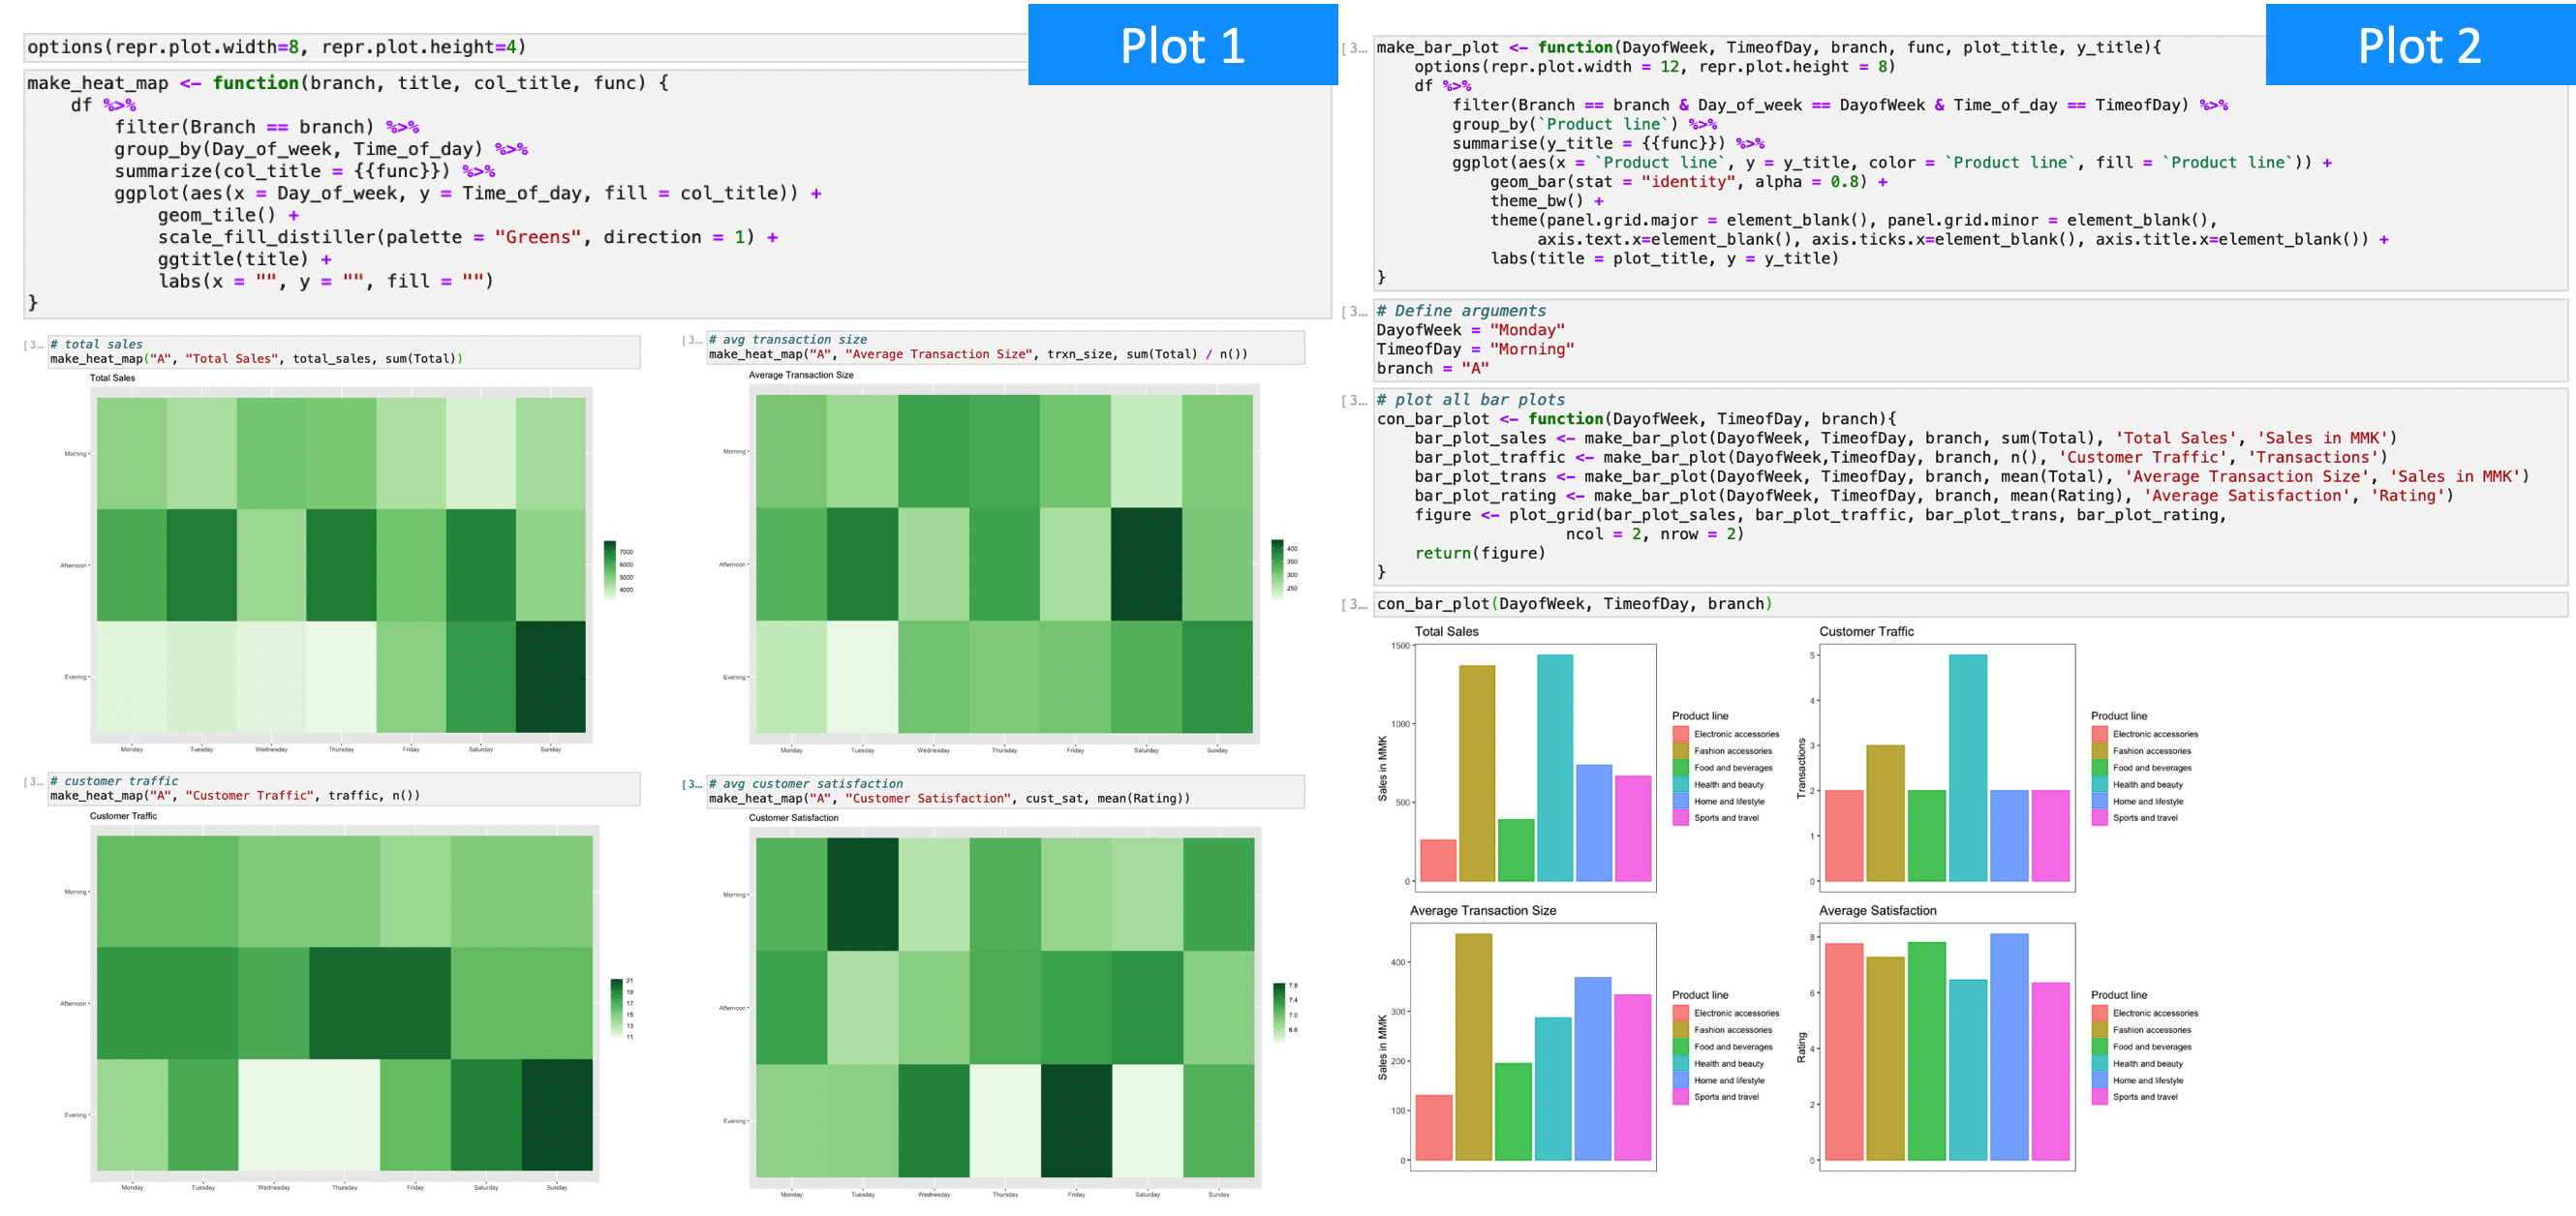 Plot 1
options(repr.plot.width=8, repr.plot.height=4)
make_heat_map <- function(branch, title, col_title, func) {
    df %>%
        filter(Branch == branch) %>%
        group_by(Day_of_week, Time_of_day) %>%
        summarize(col_title = {{func}}) %>%
        ggplot(aes(x = Day_of_week, y = Time_of_day, fill = col_title)) +
            geom_tile() +
            scale_fill_distiller(palette = "Greens", direction = 1) +
            ggtitle(title) +
            labs(x = "", y = "", fill = "")
}
[3...
# total sales
make_heat_map("A", "Total Sales", total_sales, sum(Total))
Total Sales
Morning
Afternoon
Evening
Monday Tuesday Wednesday Thursday Friday Saturday Sunday
7000
6000
5000
4000
[3...
# avg transaction size
make_heat_map("A", "Average Transaction Size", trxn_size, sum(Total) / n())
Average Transaction Size
Morning
Afternoon
Evening
Monday Tuesday Wednesday Thursday Friday Saturday Sunday
400
350
300
250
[3...
# customer traffic
make_heat_map("A", "Customer Traffic", traffic, n())
Customer Traffic
Morning
Afternoon
Evening
Monday Tuesday Wednesday Thursday Friday Saturday Sunday
21
19
17
15
13
11
[3...
# avg customer satisfaction
make_heat_map("A", "Customer Satisfaction", cust_sat, mean(Rating))
Customer Satisfaction
Morning
Afternoon
Evening
Monday Tuesday Wednesday Thursday Friday Saturday Sunday
7.8
7.4
7.0
6.6
Plot 2
[3...
make_bar_plot <- function(DayofWeek, TimeofDay, branch, func, plot_title, y_title){
    options(repr.plot.width = 12, repr.plot.height = 8)
    df %>%
        filter(Branch == branch & Day_of_week == DayofWeek & Time_of_day == TimeofDay) %>%
        group_by(`Product line`) %>%
        summarise(y_title = {{func}}) %>%
        ggplot(aes(x = `Product line`, y = y_title, color = `Product line`, fill = `Product line`)) +
            geom_bar(stat = "identity", alpha = 0.8) +
            theme_bw() +
            theme(panel.grid.major = element_blank(), panel.grid.minor = element_blank(),
                 axis.text.x=element_blank(), axis.ticks.x=element_blank(), axis.title.x=element_blank()) +
            labs(title = plot_title, y = y_title)
}
[3...
# Define arguments
DayofWeek = "Monday"
TimeofDay = "Morning"
branch = "A"
[3...
# plot all bar plots
con_bar_plot <- function(DayofWeek, TimeofDay, branch){
    bar_plot_sales <- make_bar_plot(DayofWeek, TimeofDay, branch, sum(Total), 'Total Sales', 'Sales in MMK')
    bar_plot_traffic <- make_bar_plot(DayofWeek,TimeofDay, branch, n(), 'Customer Traffic', 'Transactions')
    bar_plot_trans <- make_bar_plot(DayofWeek, TimeofDay, branch, mean(Total), 'Average Transaction Size', 'Sales in MMK')
    bar_plot_rating <- make_bar_plot(DayofWeek, TimeofDay, branch, mean(Rating), 'Average Satisfaction', 'Rating')
    figure <- plot_grid(bar_plot_sales, bar_plot_traffic, bar_plot_trans, bar_plot_rating,
                    ncol = 2, nrow = 2)
    return(figure)
}
[3...
con_bar_plot(DayofWeek, TimeofDay, branch)
Total Sales
Sales in MMK
1500
1000
500
0
Product line
Electronic accessories
Fashion accessories
Food and beverages
Health and beauty
Home and lifestyle
Sports and travel
Customer Traffic
Transactions
5
4
3
2
1
0
Product line
Electronic accessories
Fashion accessories
Food and beverages
Health and beauty
Home and lifestyle
Sports and travel
Average Transaction Size
Sales in MMK
400
300
200
100
0
Product line
Electronic accessories
Fashion accessories
Food and beverages
Health and beauty
Home and lifestyle
Sports and travel
Average Satisfaction
Rating
8
6
4
2
0
Product line
Electronic accessories
Fashion accessories
Food and beverages
Health and beauty
Home and lifestyle
Sports and travel